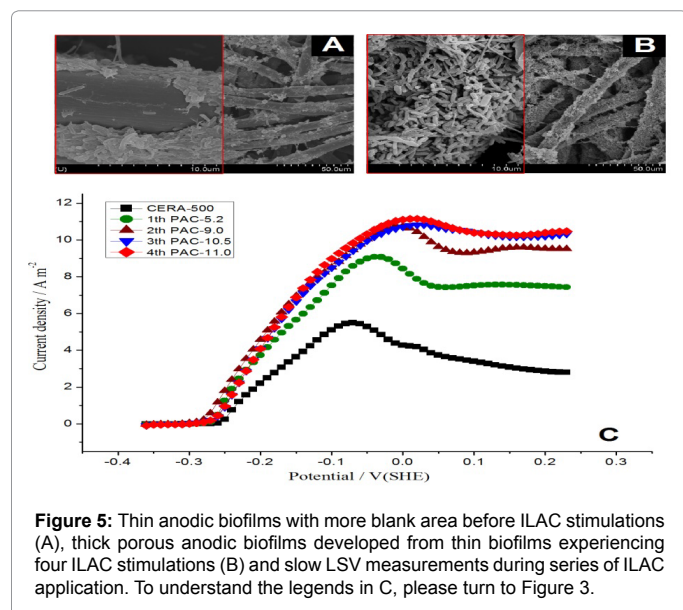 A
B
(U)
10.0um
50.0um
10.0um
50.0um
CERA-500
1th PAC-5.2
2th PAC-9.0
3th PAC-10.5
4th PAC-11.0
12
10
8
6
4
2
0
Current density / A m-2
C
-0.4 -0.3 -0.2 -0.1 0.0 0.1 0.2 0.3
Potential / V(SHE)
Figure 5: Thin anodic biofilms with more blank area before ILAC stimulations
(A), thick porous anodic biofilms developed from thin biofilms experiencing
four ILAC stimulations (B) and slow LSV measurements during series of ILAC
application. To understand the legends in C, please turn to Figure 3.